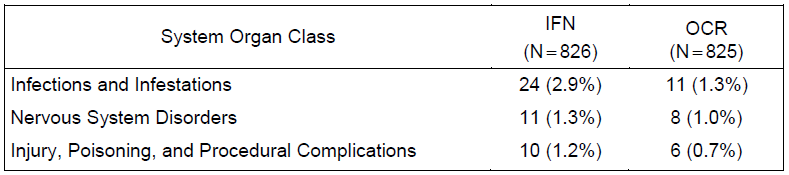 System Organ Class IFN (N=826) OCR (N=825)
Infections and Infestations 24 (2.9%) 11 (1.3%)
Nervous System Disorders 11 (1.3%) 8 (1.0%)
Injury, Poisoning, and Procedural Complications 10 (1.2%) 6 (0.7%)